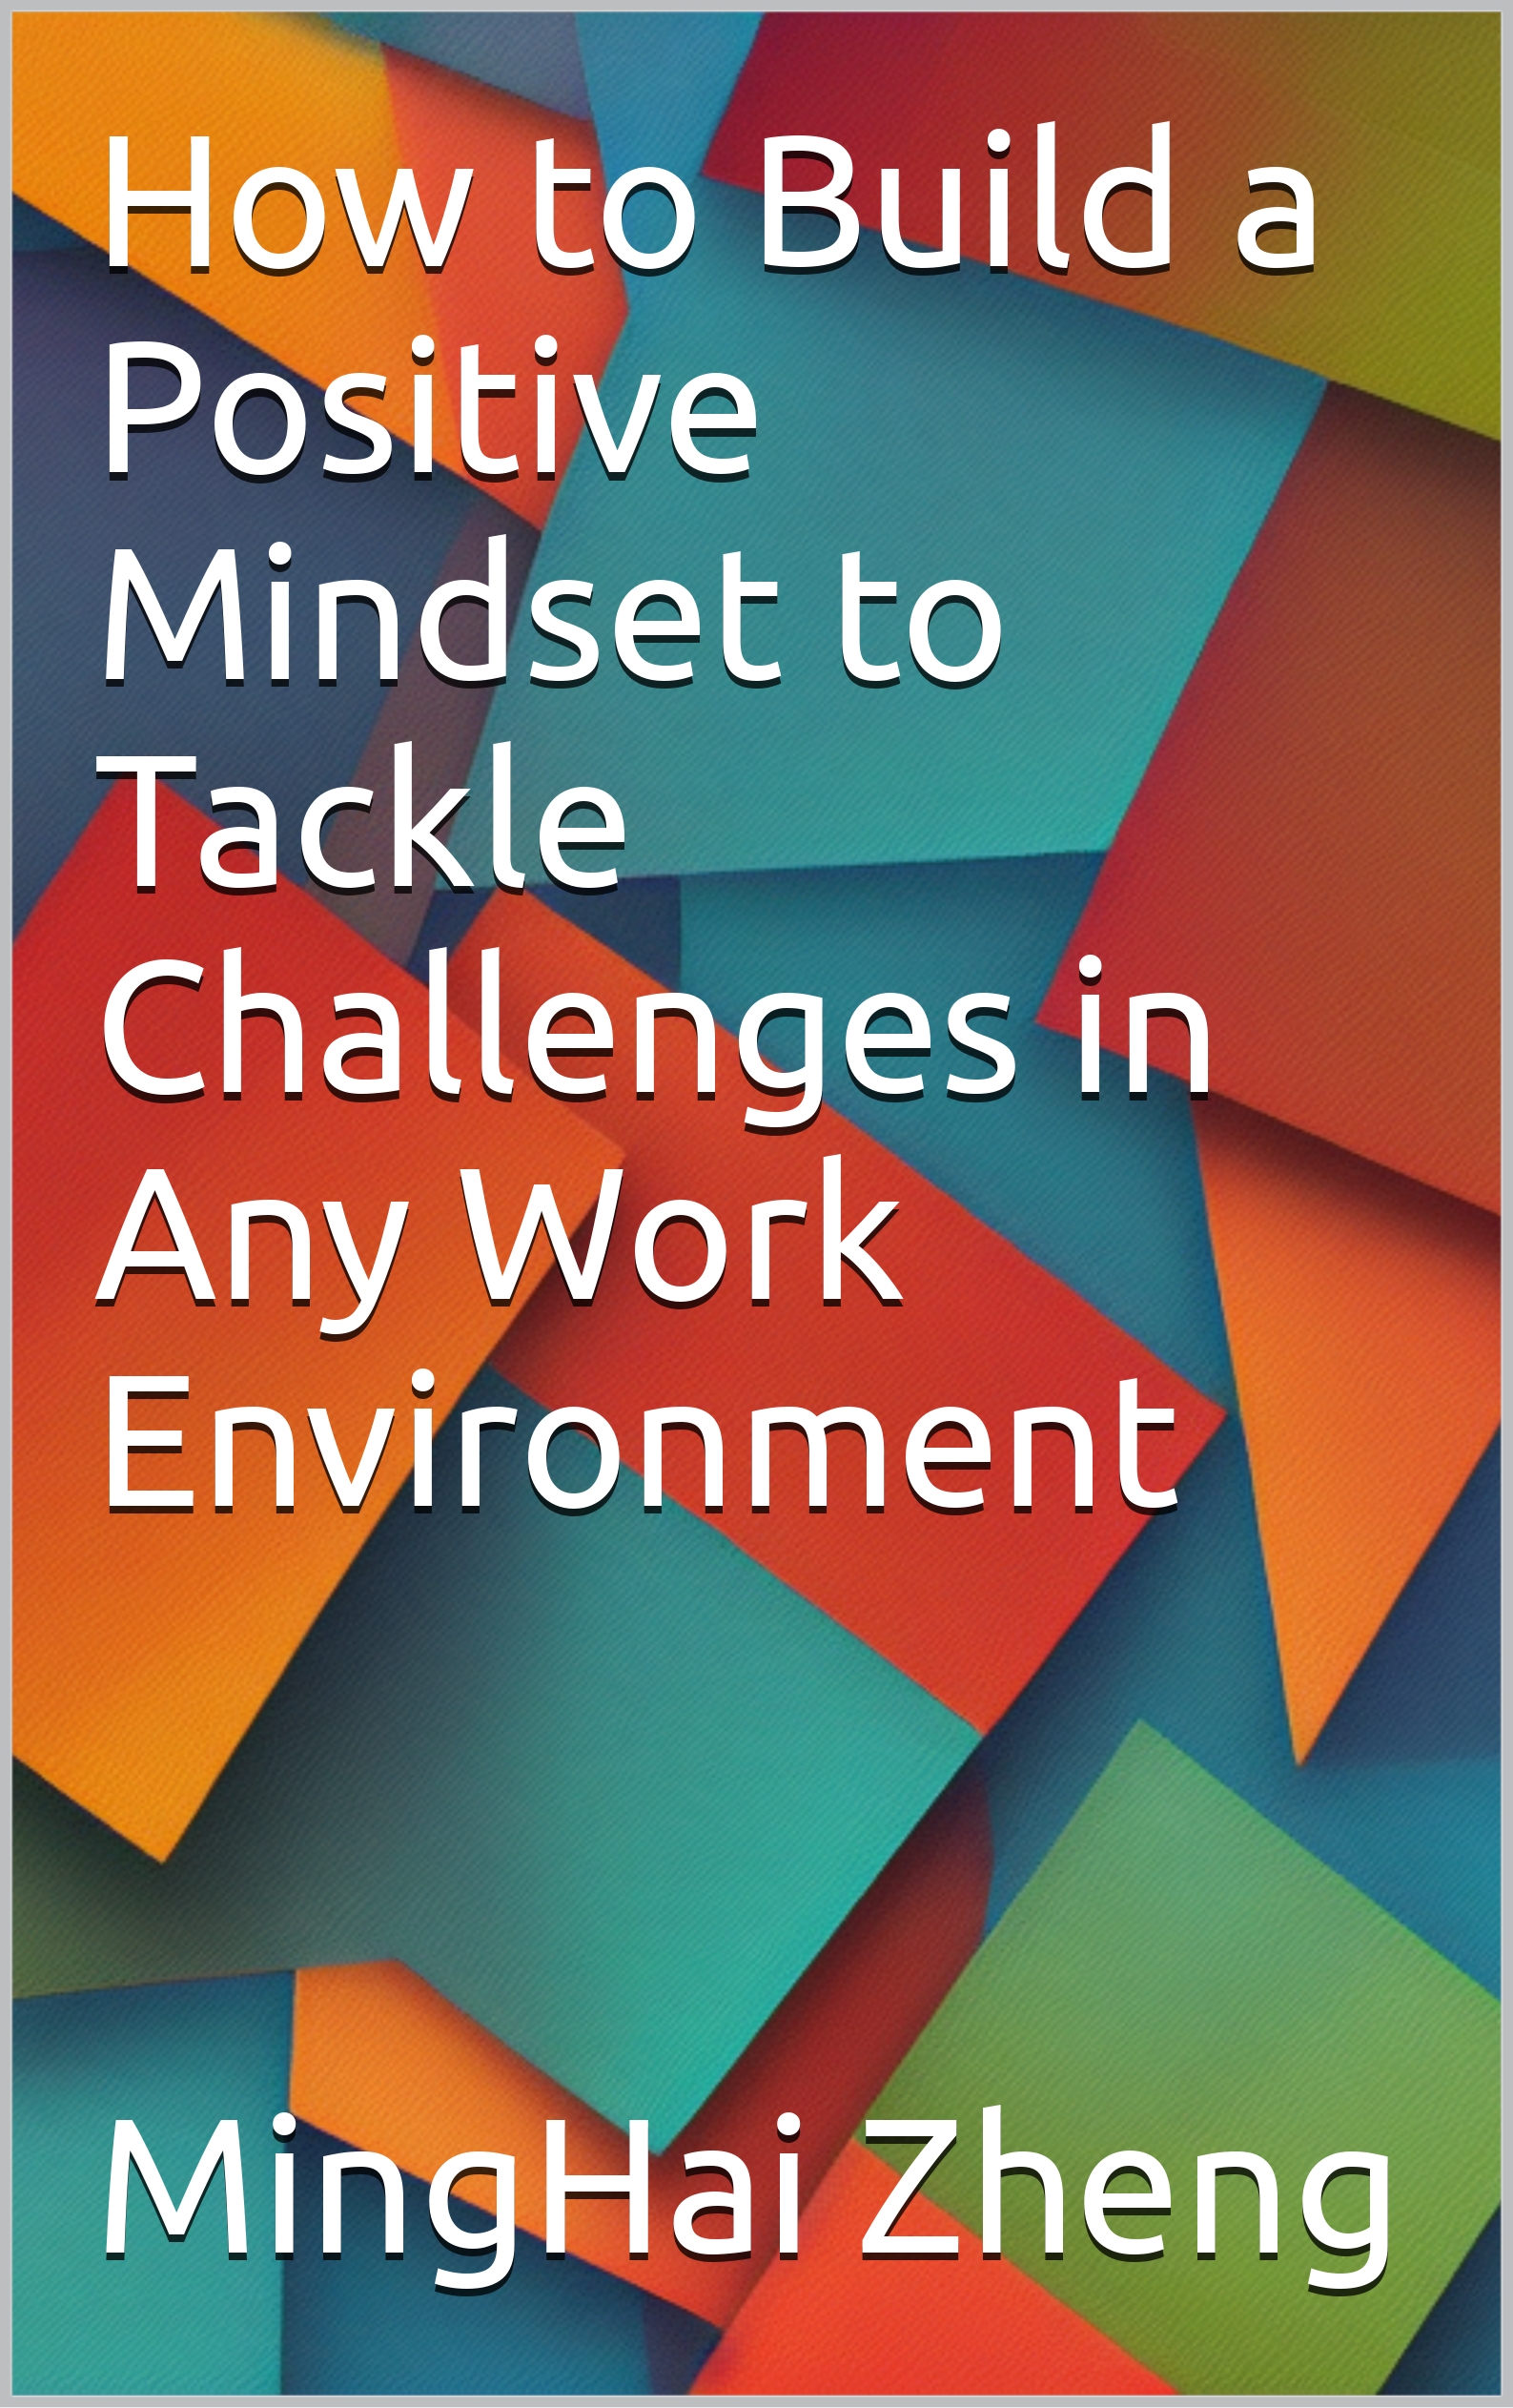 How to Build a
Positive
Mindset to
Tackle
Challenges in
Any Work
Environment
MingHai Zheng